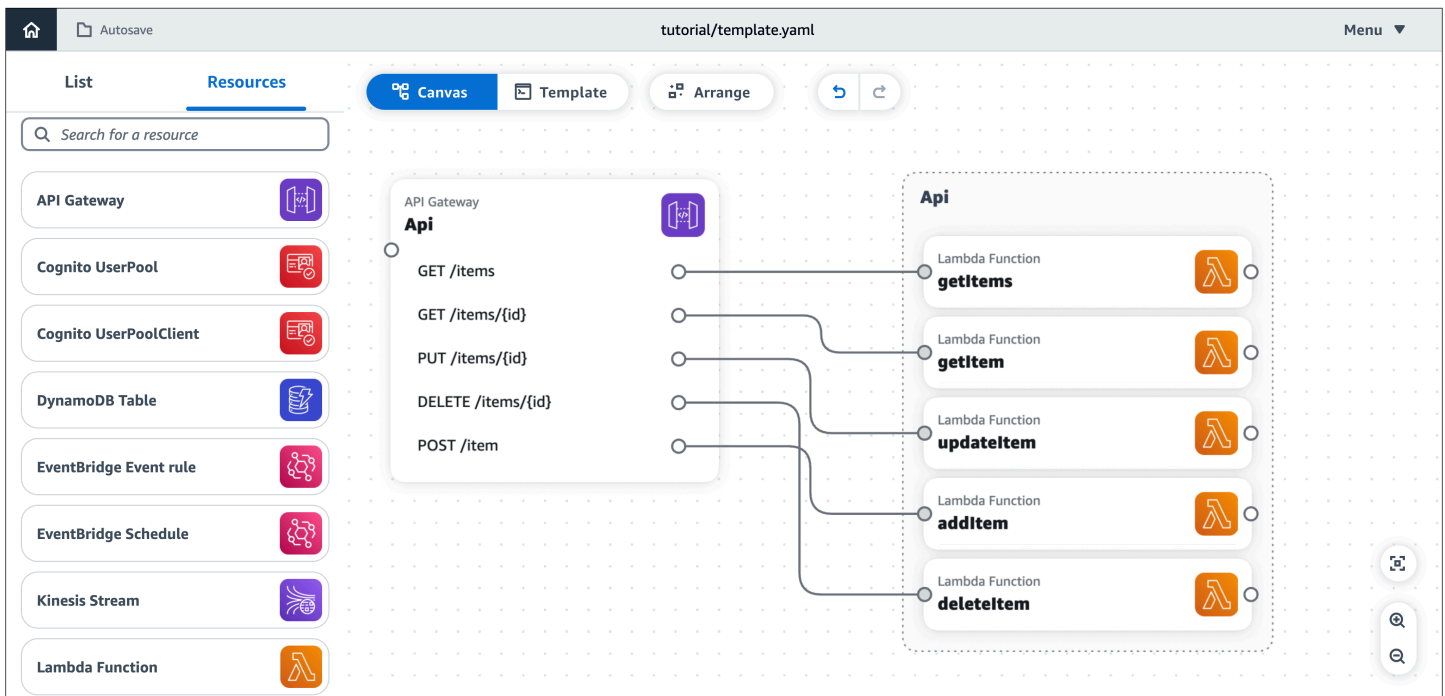 Autosave
tutorial/template.yaml
Menu
List
Resources
Canvas
Template
Arrange
Search for a resource
API Gateway
Cognito UserPool
Cognito UserPoolClient
DynamoDB Table
EventBridge Event rule
EventBridge Schedule
Kinesis Stream
Lambda Function
API Gateway
Api
GET /items
GET /items/{id}
PUT /items/{id}
DELETE /items/{id}
POST /item
Api
Lambda Function
getItems
Lambda Function
getItem
Lambda Function
updateItem
Lambda Function
addItem
Lambda Function
deleteItem